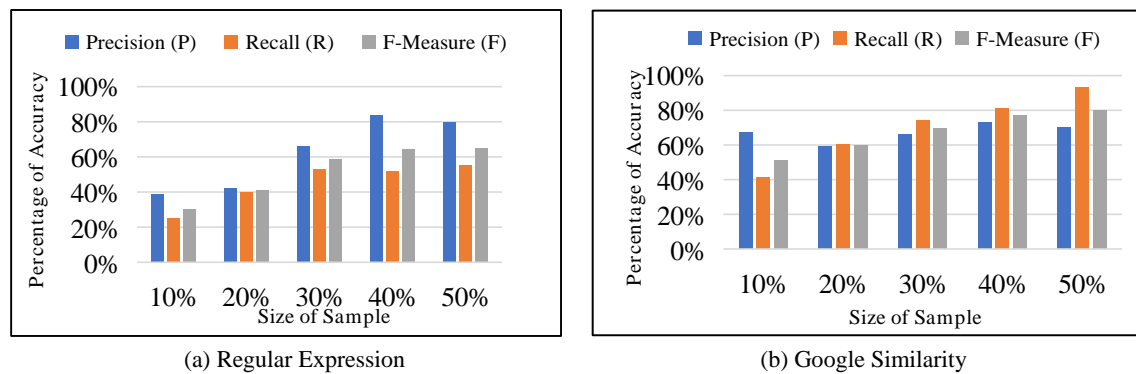 Precision (P) Recall (R) F-Measure (F)
Percentage of Accuracy
100%
80%
60%
40%
20%
0%
10% 20% 30% 40% 50%
Size of Sample
(a) Regular Expression
Precision (P) Recall (R) F-Measure (F)
Percentage of Accuracy
100%
80%
60%
40%
20%
0%
10% 20% 30% 40% 50%
Size of Sample
(b) Google Similarity